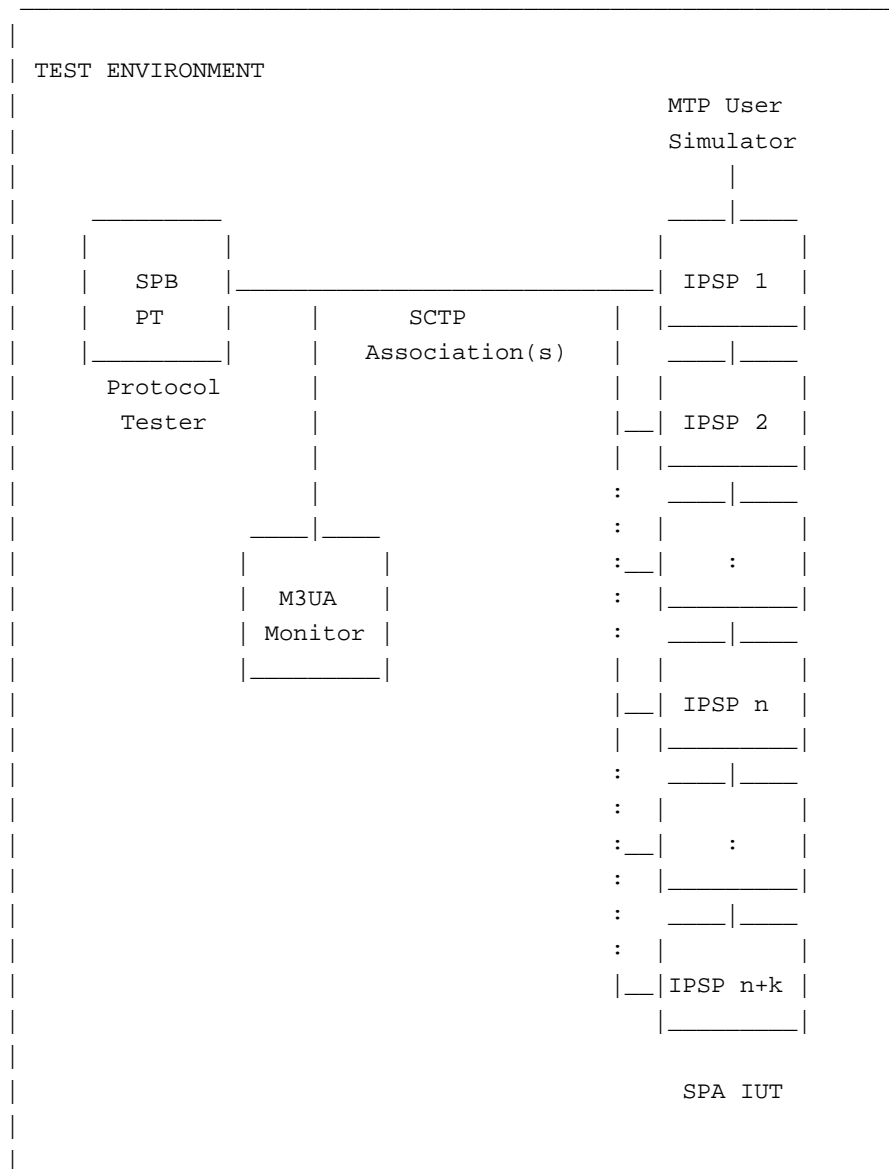 TEST ENVIRONMENT
MTP User
Simulator
SPB IPSP 1
PT SCTP
Association(s)
Protocol
Tester IPSP 2
:
M3UA
Monitor
IPSP n
:
IPSP n+k
SPA IUT